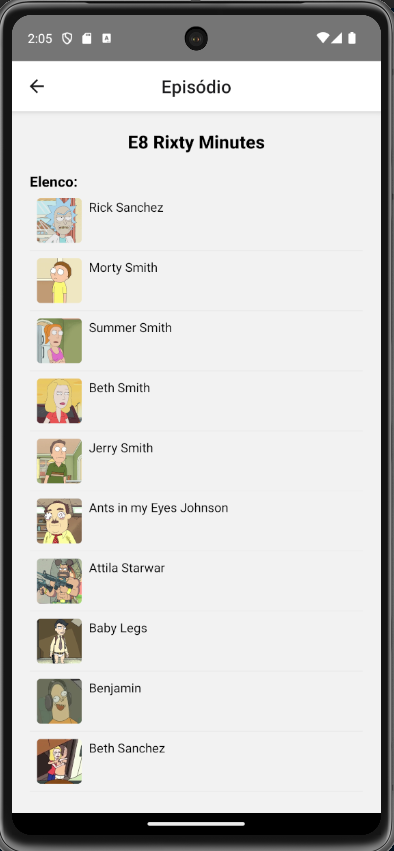 2:05
Episódio
E8 Rixty Minutes
Elenco:
Rick Sanchez
Morty Smith
Summer Smith
Beth Smith
Jerry Smith
Ants in my Eyes Johnson
Attila Starwar
Baby Legs
Benjamin
Beth Sanchez